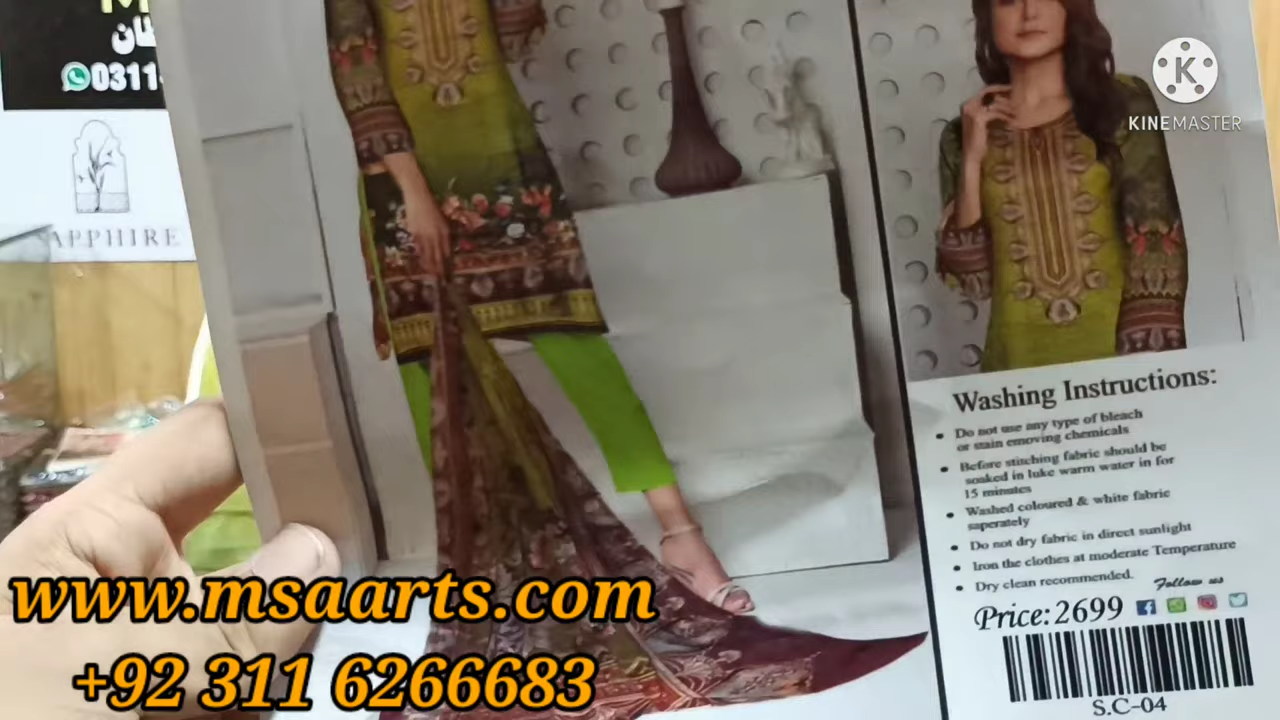 خان
0311
APPHIRE
KINEMASTER
Washing Instructions:
Do not use any type of bleach
or stain emoving chemicals
Before stitching fabric should be
soaked in luke warm water in for
15 minutes
Washed coloured & white fabric
saperately
Do not dry fabric in direct sunlight
Iron the clothes at moderate Temperature
Dry clean recommended.
Follow us
Price:2699
S.C-04
www.msaarts.com
+92 311 6266683